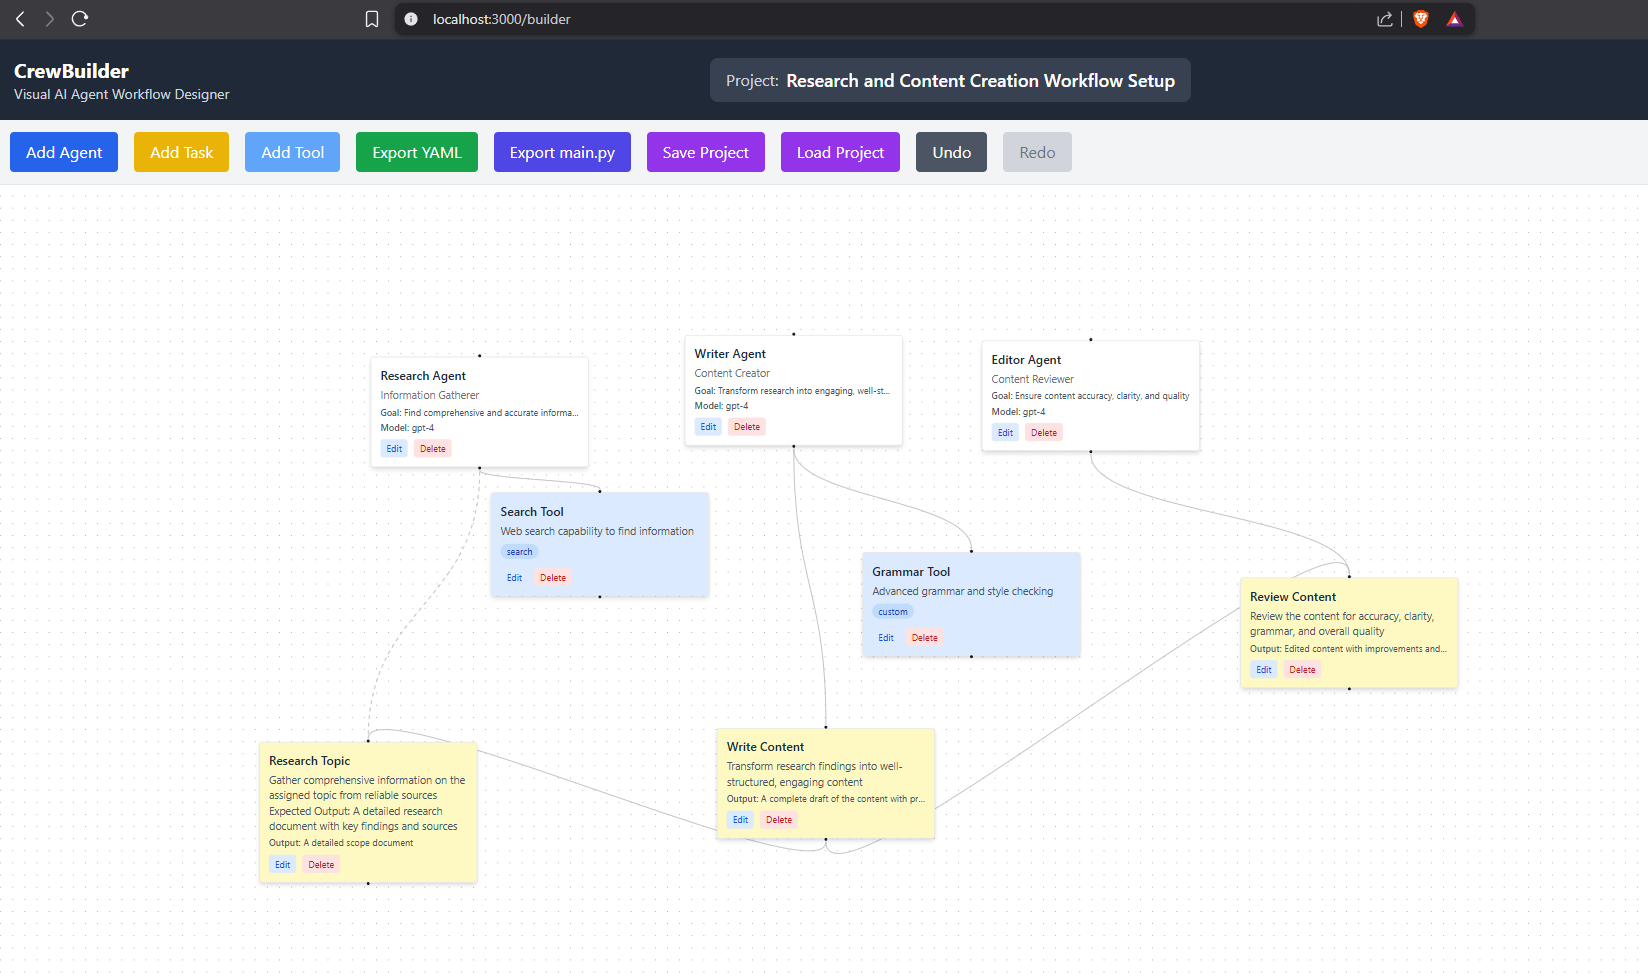 localhost:3000/builder
CrewBuilder
Visual AI Agent Workflow Designer
Project: Research and Content Creation Workflow Setup
Add Agent
Add Task
Add Tool
Export YAML
Export main.py
Save Project
Load Project
Undo
Redo
Research Agent
Information Gatherer
Goal: Find comprehensive and accurate informa...
Model: gpt-4
Edit
Delete
Writer Agent
Content Creator
Goal: Transform research into engaging, well-st...
Model: gpt-4
Edit
Delete
Editor Agent
Content Reviewer
Goal: Ensure content accuracy, clarity, and quality
Model: gpt-4
Edit
Delete
Search Tool
Web search capability to find information
search
Edit
Delete
Grammar Tool
Advanced grammar and style checking
custom
Edit
Delete
Review Content
Review the content for accuracy, clarity,
grammar, and overall quality
Output: Edited content with improvements and...
Edit
Delete
Research Topic
Gather comprehensive information on the
assigned topic from reliable sources
Expected Output: A detailed research
document with key findings and sources
Output: A detailed scope document
Edit
Delete
Write Content
Transform research findings into well-
structured, engaging content
Output: A complete draft of the content with pr...
Edit
Delete